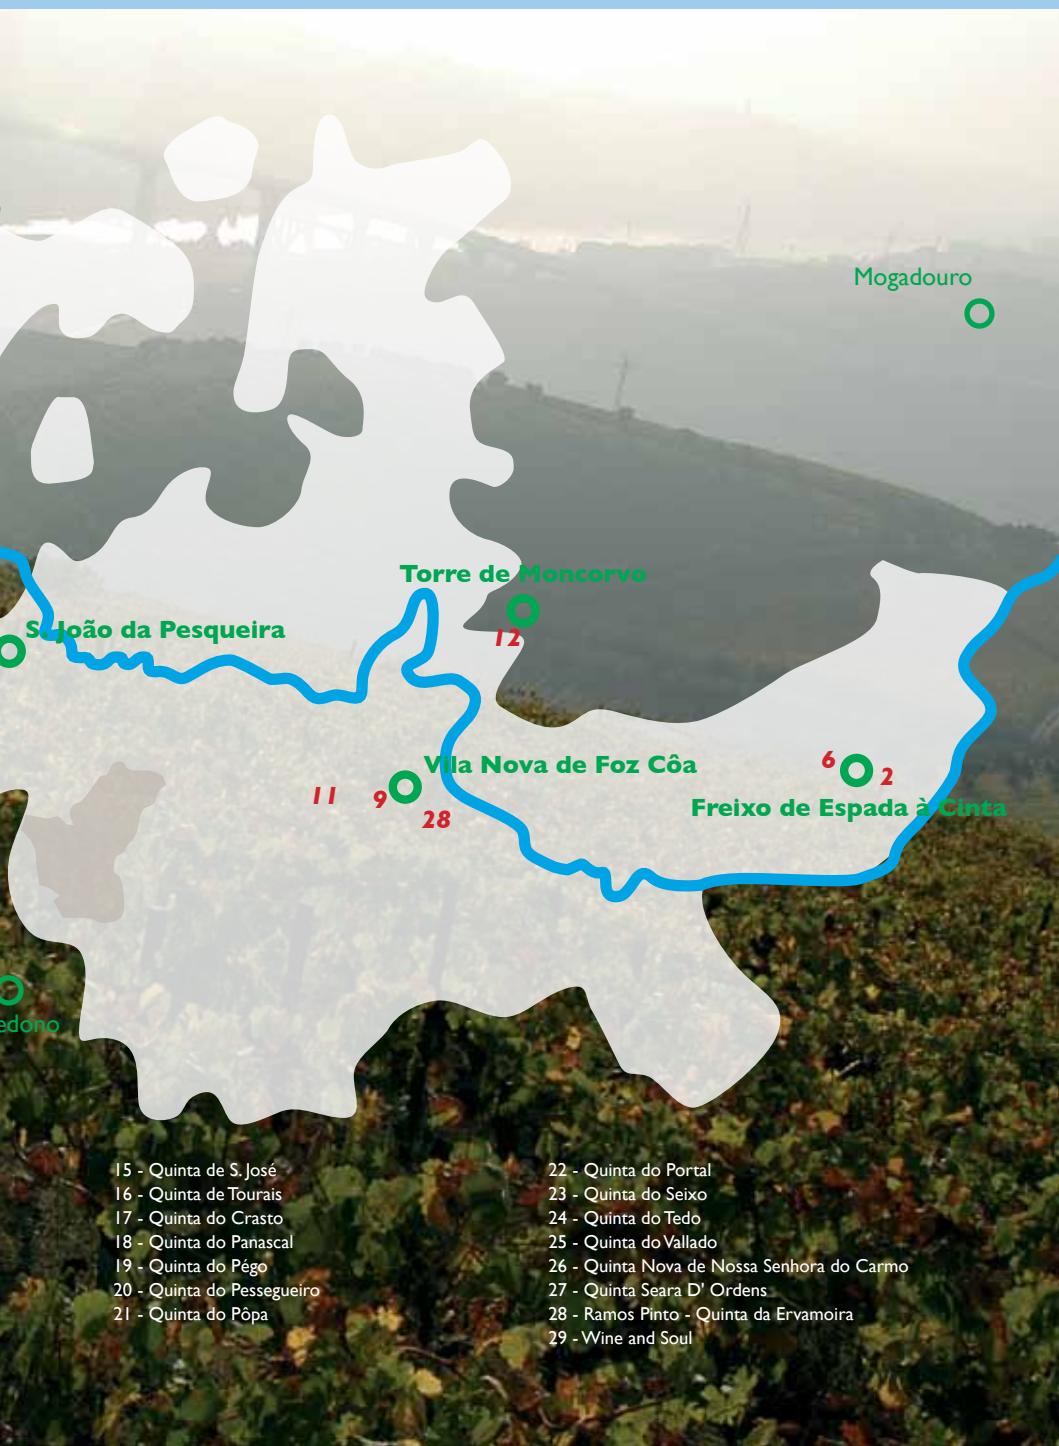 Mogadouro
Torre de Moncorvo
12
S. João da Pesqueira
Vila Nova de Foz Côa
11
9
28
6
2
Freixo de Espada à Cinta
edono
15 - Quinta de S. José
16 - Quinta de Tourais
17 - Quinta do Crasto
18 - Quinta do Panascal
19 - Quinta do Pégo
20 - Quinta do Pessegueiro
21 - Quinta do Pôpa
22 - Quinta do Portal
23 - Quinta do Seixo
24 - Quinta do Tedo
25 - Quinta do Vallado
26 - Quinta Nova de Nossa Senhora do Carmo
27 - Quinta Seara D' Ordens
28 - Ramos Pinto - Quinta da Ervamoira
29 - Wine and Soul